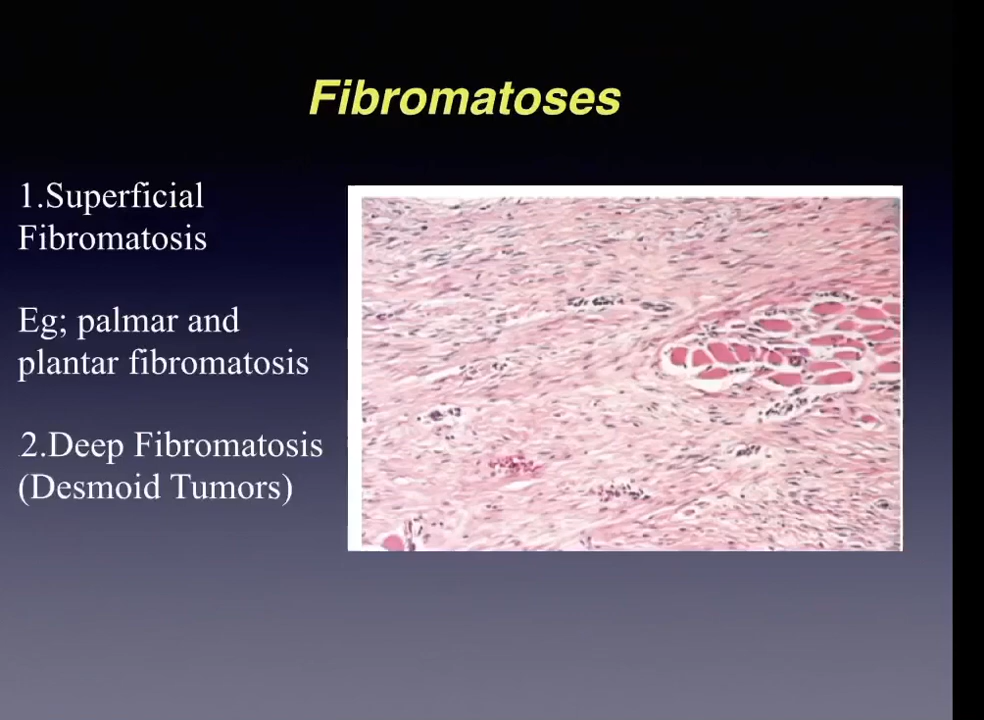 Fibromatoses
1.Superficial
Fibromatosis
Eg; palmar and
plantar fibromatosis
2.Deep Fibromatosis
(Desmoid Tumors)